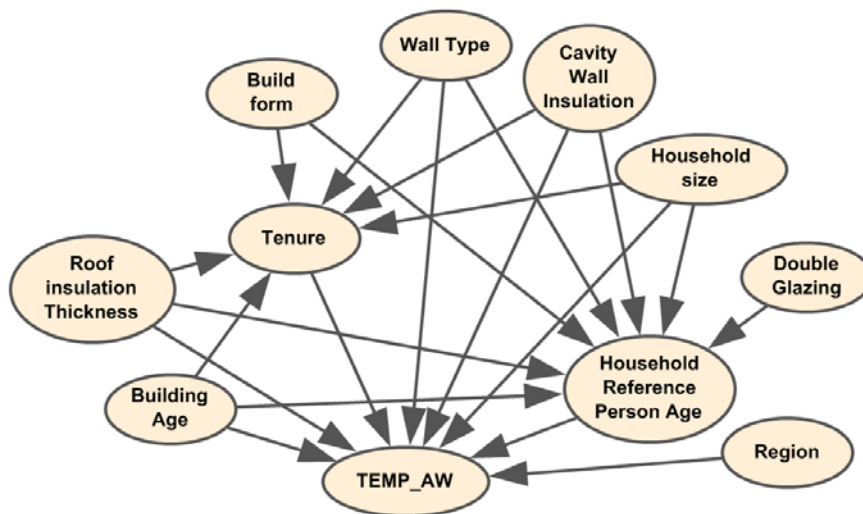 Wall Type
Cavity
Wall
Insulation
Build
form
Household
size
Tenure
Roof
insulation
Thickness
Double
Glazing
Household
Reference
Person Age
Building
Age
Region
TEMP_AW